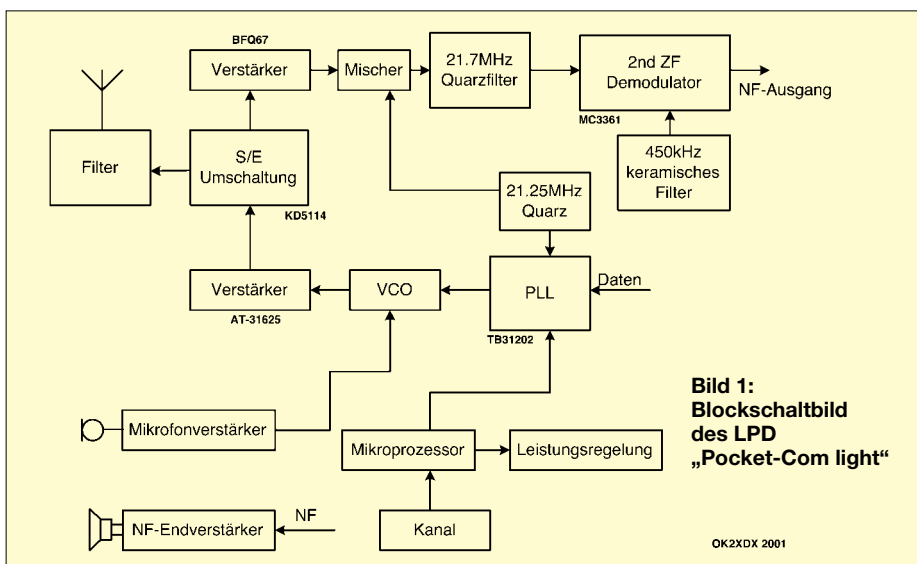 BFQ67
Verstärker
Mischer
21.7MHz
Quarzfilter
2nd ZF
Demodulator
NF-Ausgang
MC3361
Filter
S/E
Umschaltung
KD5114
450kHz
keramisches
Filter
21.25MHz
Quarz
Verstärker
AT-31625
VCO
PLL
TB31202
Daten
Mikrofonverstärker
Mikroprozessor
Leistungsregelung
Kanal
NF-Endverstärker
NF
Bild 1:
Blockschaltbild
des LPD
„Pocket-Com light“
OK2XDX 2001